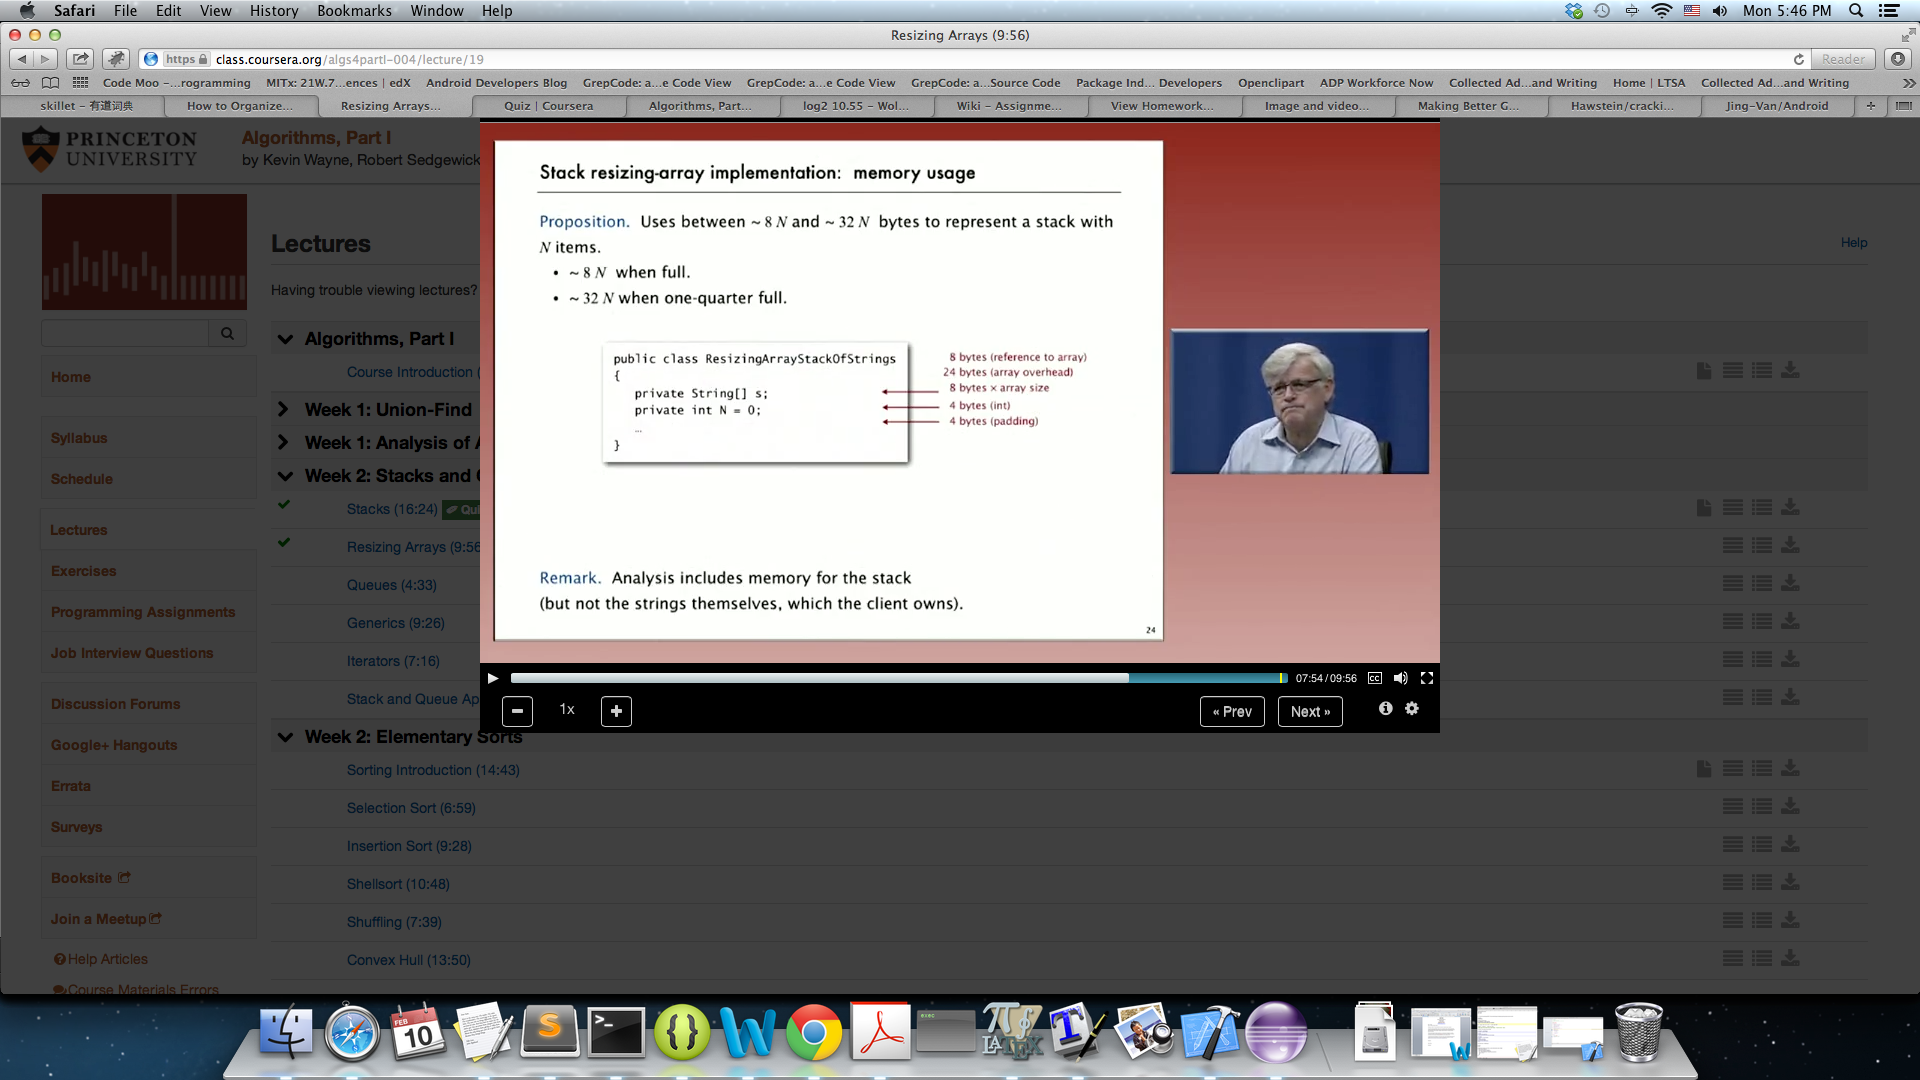 Safari File Edit View History Bookmarks Window Help Mon 5:46 PM
Resizing Arrays (9:56)
https class.coursera.org/algs4partI-004/lecture/19 Reader
Code Moo –...rogramming MITx: 21W.7...ences | edX Android Developers Blog GrepCode: a...e Code View GrepCode: a...e Code View GrepCode: a...Source Code Package Ind... Developers Openclipart ADP Workforce Now Collected Ad...and Writing Home | LTSA Collected Ad...and Writing
skillet – 有道词典 How to Organize... Resizing Arrays... Quiz | Coursera Algorithms, Part... log2 10.55 – Wol... Wiki – Assignme... View Homework... Image and video... Making Better G... Hawstein/cracki... Jing-Van/Android
PRINCETON
UNIVERSITY
Algorithms, Part I
by Kevin Wayne, Robert Sedgewick
Home
Syllabus
Schedule
Lectures
Exercises
Programming Assignments
Job Interview Questions
Discussion Forums
Google+ Hangouts
Errata
Surveys
Booksite
Join a Meetup
Help Articles
Course Materials Errors
Lectures
Help
Having trouble viewing lectures?
Algorithms, Part I
Course Introduction (
Week 1: Union-Find
Week 1: Analysis of A
Week 2: Stacks and
Stacks (16:24) Qui
Resizing Arrays (9:56
Queues (4:33)
Generics (9:26)
Iterators (7:16)
Stack and Queue Ap
Week 2: Elementary Sorts
Sorting Introduction (14:43)
Selection Sort (6:59)
Insertion Sort (9:28)
Shellsort (10:48)
Shuffling (7:39)
Convex Hull (13:50)
Stack resizing-array implementation: memory usage
Proposition. Uses between ~ 8 N and ~ 32 N bytes to represent a stack with
N items.
• ~ 8 N when full.
• ~ 32 N when one-quarter full.
public class ResizingArrayStackOfStrings
{
private String[] s;
private int N = 0;
…
}
8 bytes (reference to array)
24 bytes (array overhead)
8 bytes × array size
4 bytes (int)
4 bytes (padding)
Remark. Analysis includes memory for the stack
(but not the strings themselves, which the client owns).
24
07:54/09:56 CC
1x « Prev Next »
FEB
10
exec
LATEX